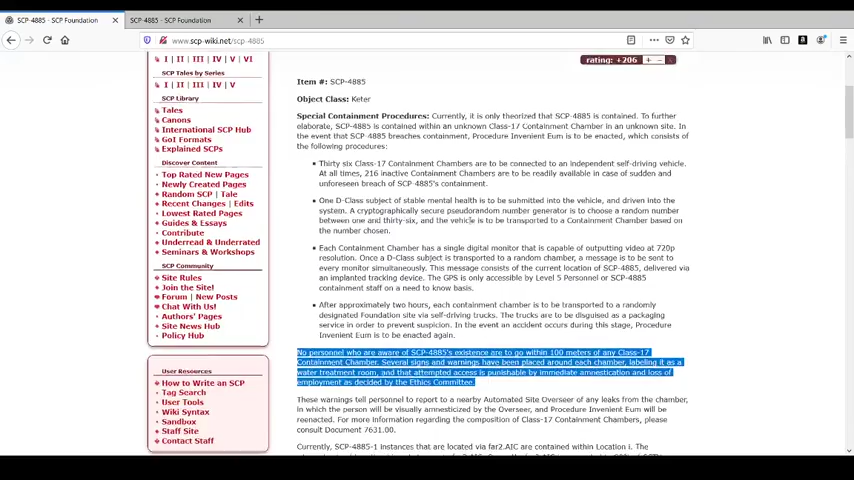 SCP-4885 - SCP Foundation
SCP-4885 - SCP Foundation
www.scp-wiki.net/scp-4885
I | II | III | IV | V | VI
SCP Tales by Series
I | II | III | IV | V
SCP Library
Tales
Canons
International SCP Hub
GoI Formats
Explained SCPs
Discover Content
Top Rated New Pages
Newly Created Pages
Random SCP | Tale
Recent Changes | Edits
Lowest Rated Pages
Guides & Essays
Contribute
Underread & Underrated
Seminars & Workshops
SCP Community
Site Rules
Join the Site!
Forum | New Posts
Chat With Us!
Authors' Pages
Site News Hub
Policy Hub
User Resources
How to Write an SCP
Tag Search
User Tools
Wiki Syntax
Sandbox
Staff Site
Contact Staff
rating: +206 + –
Item #: SCP-4885
Object Class: Keter
Special Containment Procedures: Currently, it is only theorized that SCP-4885 is contained. To further
elaborate, SCP-4885 is contained within an unknown Class-17 Containment Chamber in an unknown site. In
the event that SCP-4885 breaches containment, Procedure Invenient Eum is to be enacted, which consists of
the following procedures:
Thirty six Class-17 Containment Chambers are to be connected to an independent self-driving vehicle.
At all times, 216 inactive Containment Chambers are to be readily available in case of sudden and
unforeseen breach of SCP-4885's containment.
One D-Class subject of stable mental health is to be submitted into the vehicle, and driven into the
system. A cryptographically secure pseudorandom number generator is to choose a random number
between one and thirty-six, and the vehicle is to be transported to a Containment Chamber based on
the number chosen.
Each Containment Chamber has a single digital monitor that is capable of outputting video at 720p
resolution. Once a D-Class subject is transported to a random chamber, a message is to be sent to
every monitor simultaneously. This message consists of the current location of SCP-4885, delivered via
an implanted tracking device. The GPS is only accessible by Level 5 Personnel or SCP-4885
containment staff on a need to know basis.
After approximately two hours, each containment chamber is to be transported to a randomly
designated Foundation site via self-driving trucks. The trucks are to be disguised as a packaging
service in order to prevent suspicion. In the event an accident occurs during this stage, Procedure
Invenient Eum is to be enacted again.
No personnel who are aware of SCP-4885's existence are to go within 100 meters of any Class-17
Containment Chamber. Several signs and warnings have been placed around each chamber, labeling it as a
water treatment room, and that attempted access is punishable by immediate amnestication and loss of
employment as decided by the Ethics Committee.
These warnings tell personnel to report to a nearby Automated Site Overseer of any leaks from the chamber,
in which the person will be visually amnesticized by the Overseer, and Procedure Invenient Eum will be
reenacted. For more information regarding the composition of Class-17 Containment Chambers, please
consult Document 7631.00.
Currently, SCP-4885-1 instances that are located via far2.AIC are contained within Location i. The